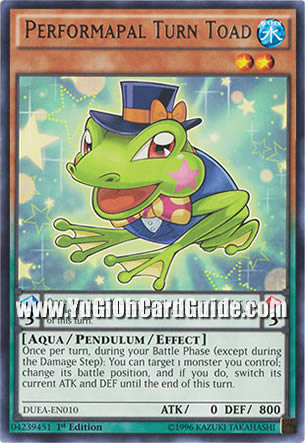 PERFORMAPAL TURN TOAD
水
www.YuGiOhCardGuide.com
3
of this turn.
3
[AQUA / PENDULUM / EFFECT]
Once per turn, during your Battle Phase (except during
the Damage Step): You can target 1 monster you control;
change its battle position, and if you do, switch its
current ATK and DEF until the end of this turn.
DUEA-EN010
ATK/ 0 DEF/ 800
04239451 1st Edition ©1996 KAZUKI TAKAHASHI